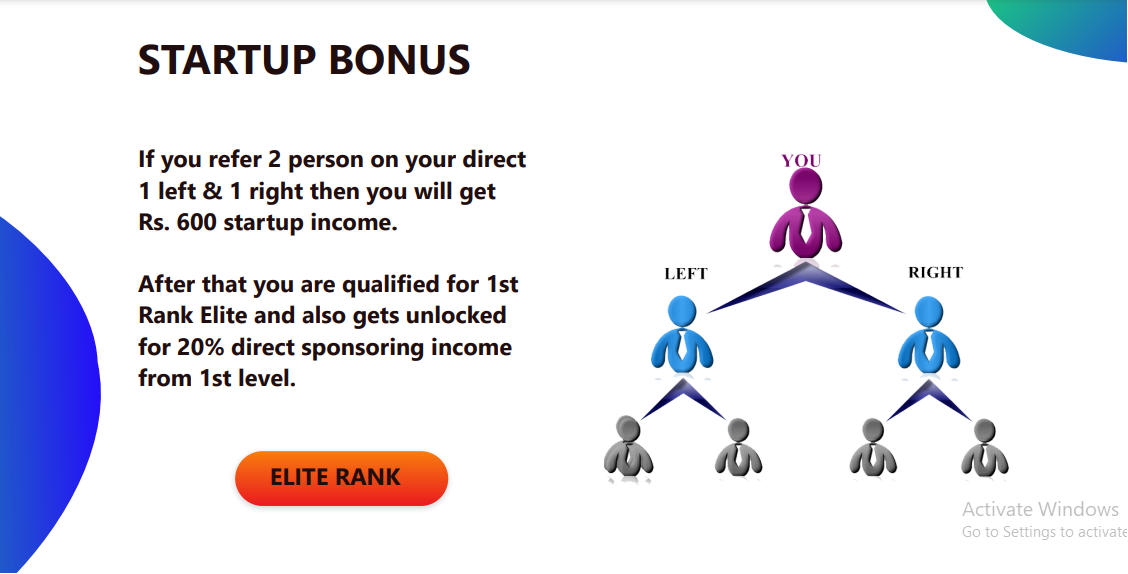 STARTUP BONUS
If you refer 2 person on your direct
1 left & 1 right then you will get
Rs. 600 startup income.
After that you are qualified for 1st
Rank Elite and also gets unlocked
for 20% direct sponsoring income
from 1st level.
ELITE RANK
YOU
LEFT
RIGHT
Activate Windows
Go to Settings to activate